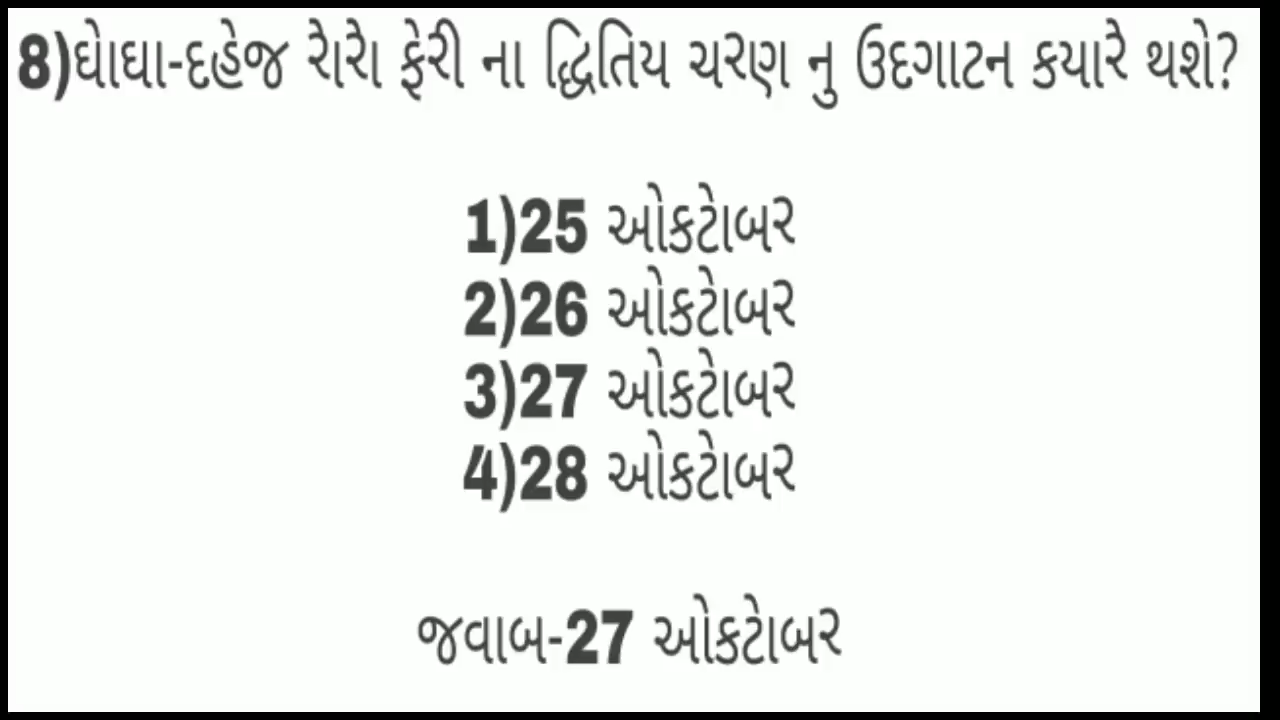 8)ઘોઘા-દહેજ રોરો ફેરી ના દ્ધિતિય ચરણ નુ ઉદગાટન કયારે થશે?
1)25 ઓકટોબર
2)26 ઓકટોબર
3)27 ઓકટોબર
4)28 ઓકટોબર
જવાબ-27 ઓકટોબર